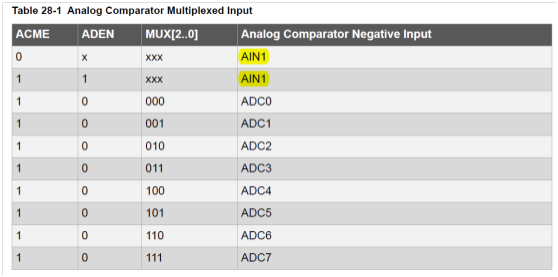 Table 28-1 Analog Comparator Multiplexed Input
ACME ADEN MUX[2..0] Analog Comparator Negative Input
0 x xxx AIN1
1 1 xxx AIN1
1 0 000 ADC0
1 0 001 ADC1
1 0 010 ADC2
1 0 011 ADC3
1 0 100 ADC4
1 0 101 ADC5
1 0 110 ADC6
1 0 111 ADC7